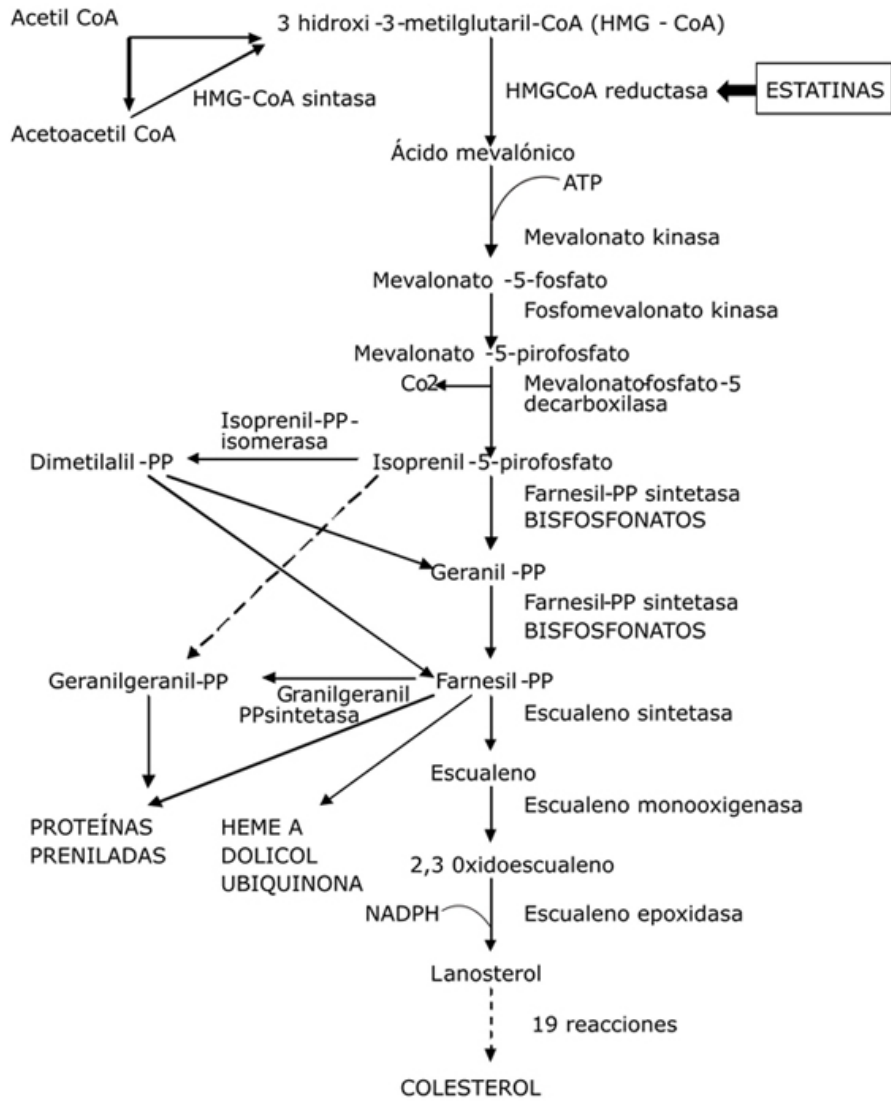 Acetil CoA
3 hidroxi -3-metilglutaril-CoA (HMG - CoA)
HMG-CoA sintasa
HMGCoA reductasa
ESTATINAS
Acetoacetil CoA
Ácido mevalónico
ATP
Mevalonato kinasa
Mevalonato -5-fosfato
Fosfomevalonato kinasa
Mevalonato -5-pirofosfato
Co2
Mevalonatofosfato-5
decarboxilasa
Isoprenil-PP-
isomerasa
Dimetilalil -PP
Isoprenil -5-pirofosfato
Farnesil-PP sintetasa
BISFOSFONATOS
Geranil -PP
Farnesil-PP sintetasa
BISFOSFONATOS
Geranilgeranil-PP
Granilgeranil
PPsintetasa
Farnesil -PP
Escualeno sintetasa
Escualeno
Escualeno monooxigenasa
PROTEÍNAS
PRENILADAS
HEME A
DOLICOL
UBIQUINONA
2,3 0xidoescualeno
NADPH
Escualeno epoxidasa
Lanosterol
19 reacciones
COLESTEROL